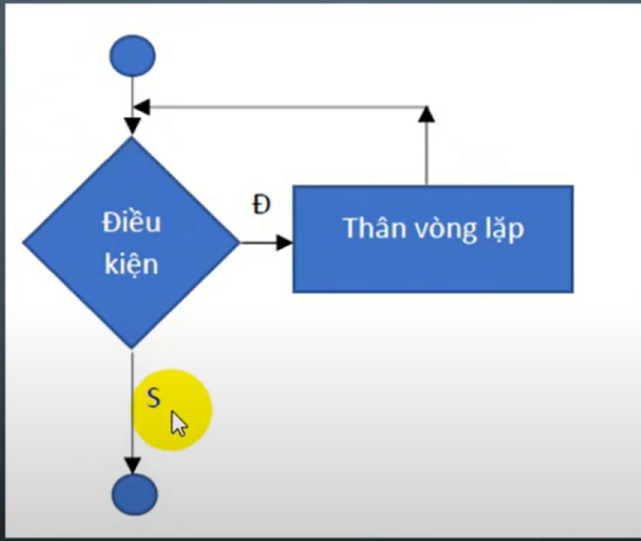 Điều
kiện
Đ
Thân vòng lặp
S